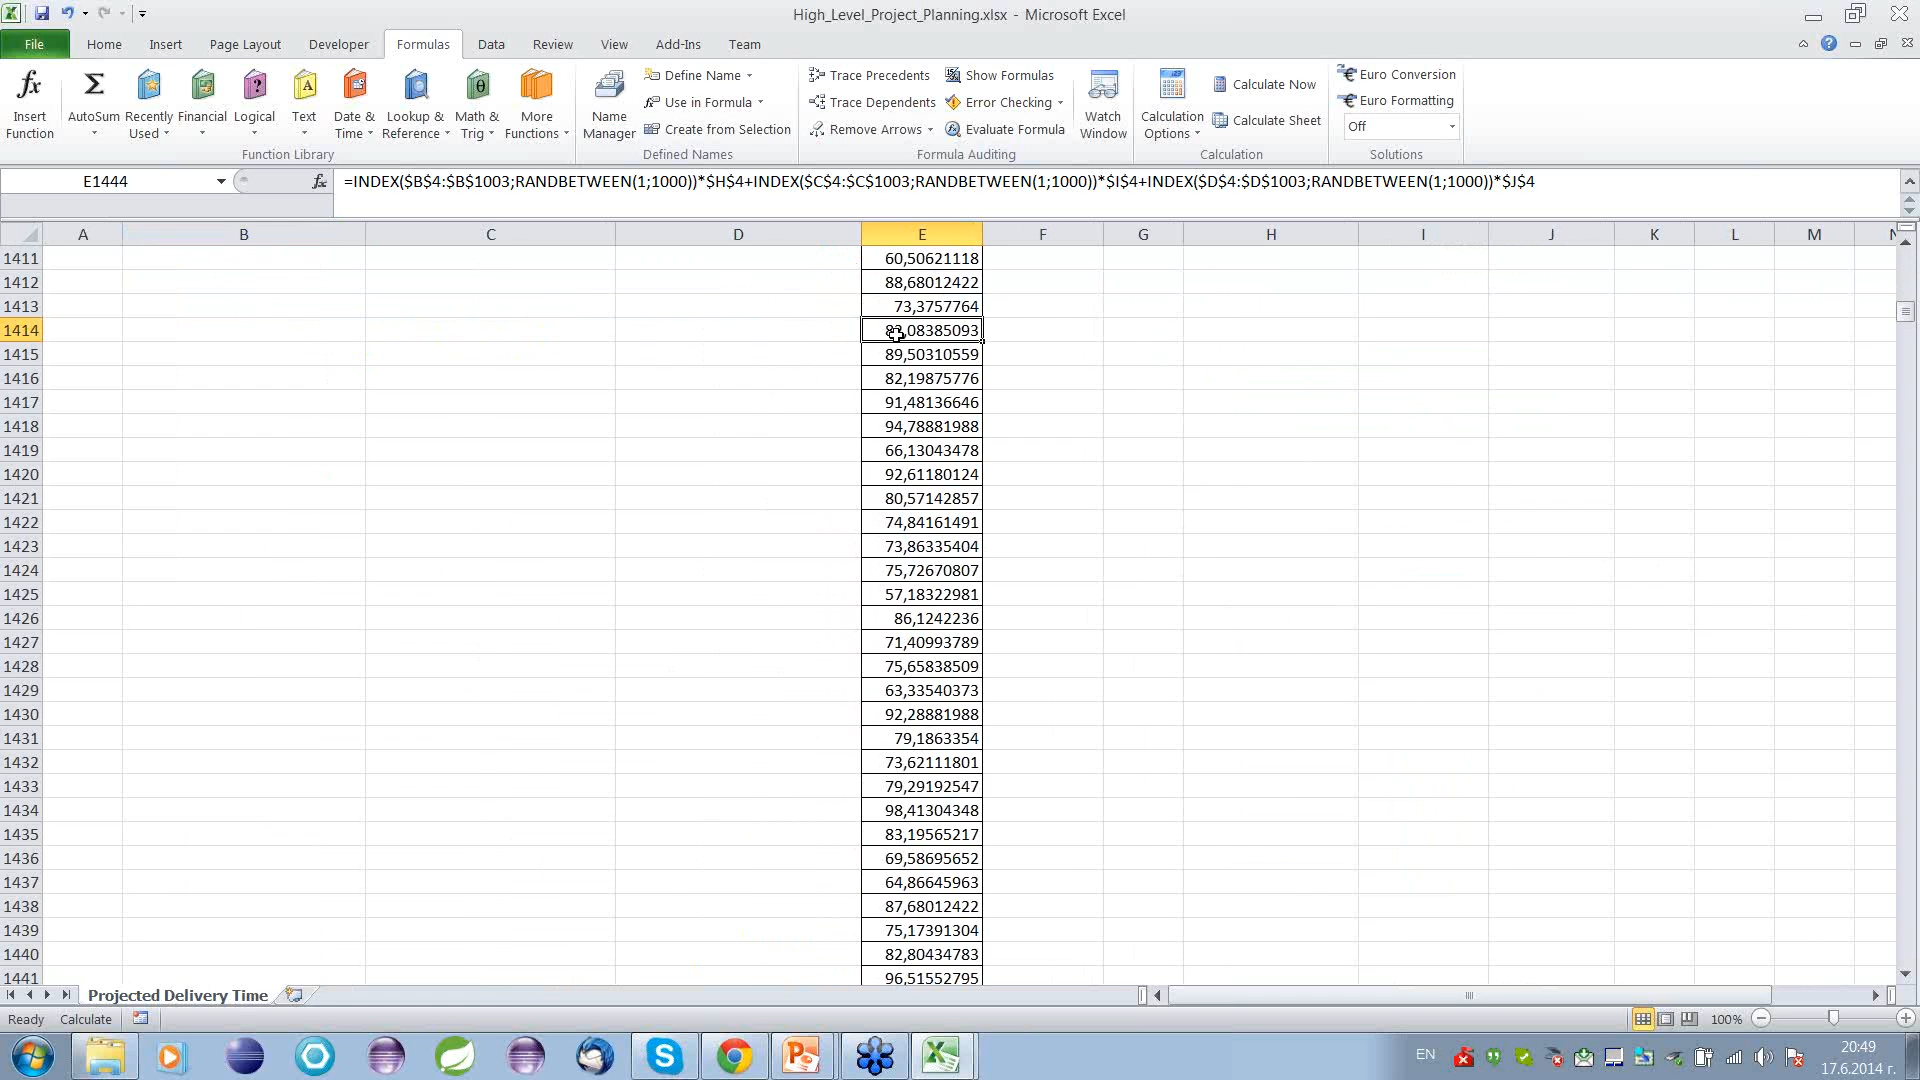 High_Level_Project_Planning.xlsx - Microsoft Excel
File Home Insert Page Layout Developer Formulas Data Review View Add-Ins Team
Insert Function
AutoSum
Recently Used
Financial
Logical
Text
Date & Time
Lookup & Reference
Math & Trig
More Functions
Function Library
Name Manager
Define Name
Use in Formula
Create from Selection
Defined Names
Trace Precedents
Trace Dependents
Remove Arrows
Show Formulas
Error Checking
Evaluate Formula
Formula Auditing
Watch Window
Calculation Options
Calculate Now
Calculate Sheet
Calculation
Euro Conversion
Euro Formatting
Off
Solutions
E1444 fx =INDEX($B$4:$B$1003;RANDBETWEEN(1;1000))*$H$4+INDEX($C$4:$C$1003;RANDBETWEEN(1;1000))*$I$4+INDEX($D$4:$D$1003;RANDBETWEEN(1;1000))*$J$4
A B C D E F G H I J K L M N
1411 60,50621118
1412 88,68012422
1413 73,3757764
1414 ,08385093
1415 89,50310559
1416 82,19875776
1417 91,48136646
1418 94,78881988
1419 66,13043478
1420 92,61180124
1421 80,57142857
1422 74,84161491
1423 73,86335404
1424 75,72670807
1425 57,18322981
1426 86,1242236
1427 71,40993789
1428 75,65838509
1429 63,33540373
1430 92,28881988
1431 79,1863354
1432 73,62111801
1433 79,29192547
1434 98,41304348
1435 83,19565217
1436 69,58695652
1437 64,86645963
1438 87,68012422
1439 75,17391304
1440 82,80434783
1441 96,51552795
Projected Delivery Time
Ready Calculate 100%
EN 20:49
17.6.2014 г.